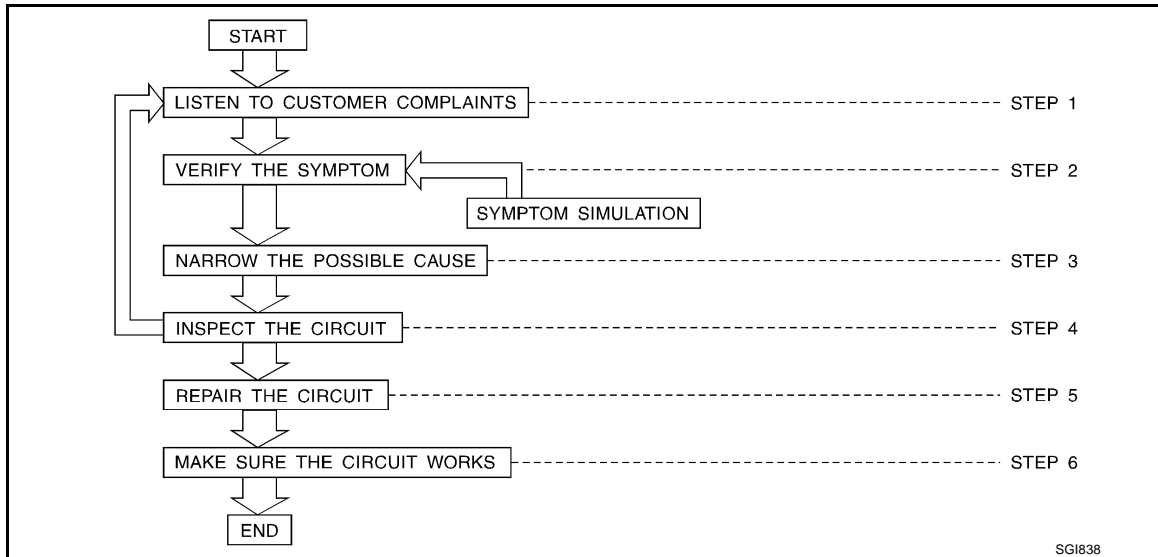 START
LISTEN TO CUSTOMER COMPLAINTS STEP 1
VERIFY THE SYMPTOM STEP 2
SYMPTOM SIMULATION
NARROW THE POSSIBLE CAUSE STEP 3
INSPECT THE CIRCUIT STEP 4
REPAIR THE CIRCUIT STEP 5
MAKE SURE THE CIRCUIT WORKS STEP 6
END
SGI838